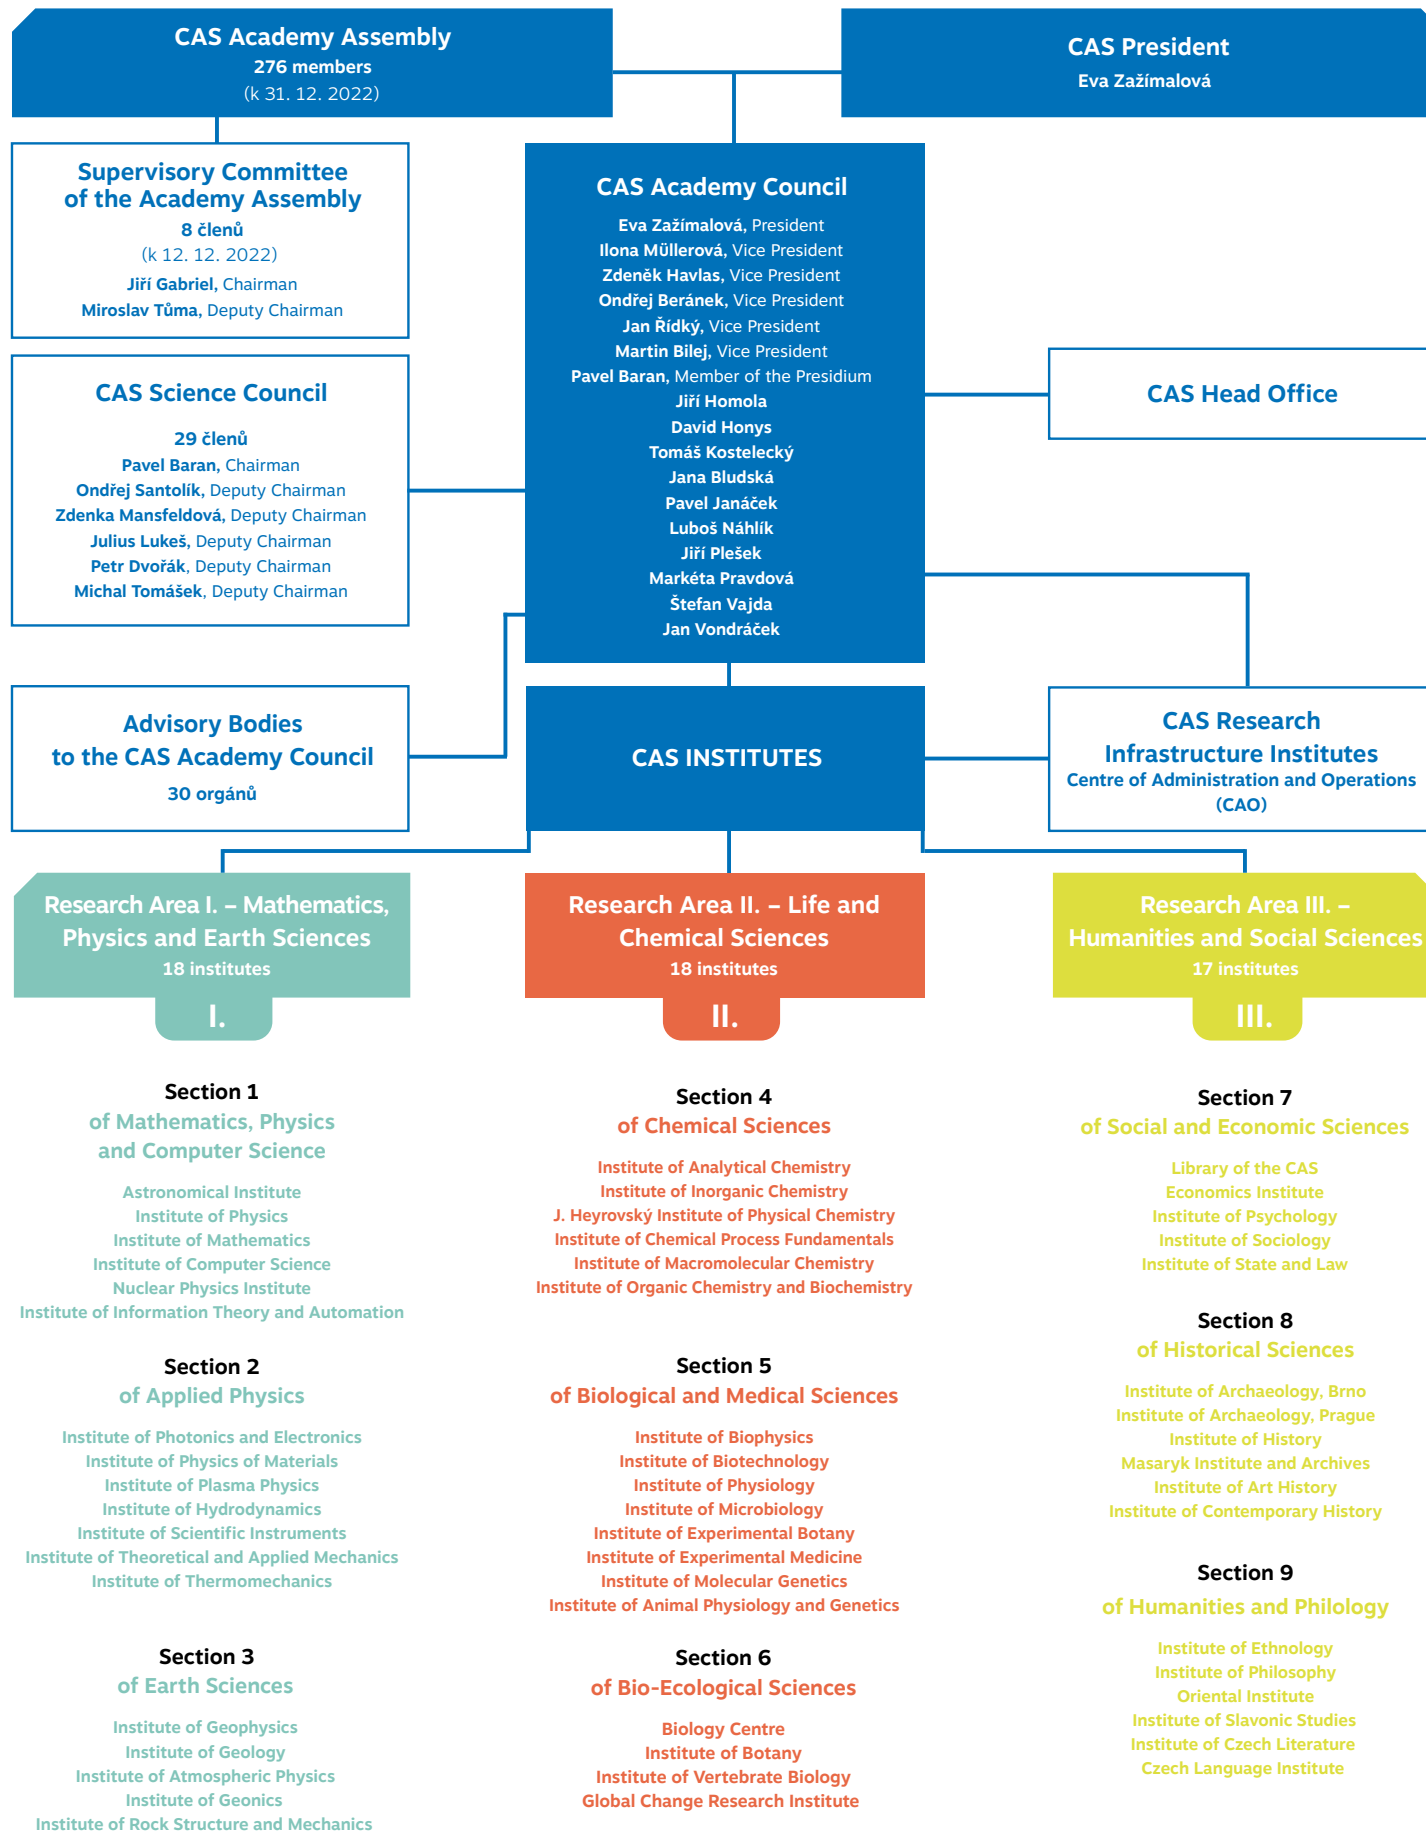 CAS Academy Assembly
276 members
(k 31. 12. 2022)
CAS President
Eva Zažímalová
Supervisory Committee
of the Academy Assembly
8 členů
(k 12. 12. 2022)
Jiří Gabriel, Chairman
Miroslav Tůma, Deputy Chairman
CAS Science Council
29 členů
Pavel Baran, Chairman
Ondřej Santolík, Deputy Chairman
Zdenka Mansfeldová, Deputy Chairman
Julius Lukeš, Deputy Chairman
Petr Dvořák, Deputy Chairman
Michal Tomášek, Deputy Chairman
Advisory Bodies
to the CAS Academy Council
30 orgánů
CAS Academy Council
Eva Zažímalová, President
Ilona Müllerová, Vice President
Zdeněk Havlas, Vice President
Ondřej Beránek, Vice President
Jan Řídký, Vice President
Martin Bilej, Vice President
Pavel Baran, Member of the Presidium
Jiří Homola
David Honys
Tomáš Kostelecký
Jana Bludská
Pavel Janáček
Luboš Náhlík
Jiří Plešek
Markéta Pravdová
Štefan Vajda
Jan Vondráček
CAS Head Office
CAS INSTITUTES
CAS Research
Infrastructure Institutes
Centre of Administration and Operations
(CAO)
Research Area I. – Mathematics,
Physics and Earth Sciences
18 institutes
I.
Section 1
of Mathematics, Physics
and Computer Science
Astronomical Institute
Institute of Physics
Institute of Mathematics
Institute of Computer Science
Nuclear Physics Institute
Institute of Information Theory and Automation
Section 2
of Applied Physics
Institute of Photonics and Electronics
Institute of Physics of Materials
Institute of Plasma Physics
Institute of Hydrodynamics
Institute of Scientific Instruments
Institute of Theoretical and Applied Mechanics
Institute of Thermomechanics
Section 3
of Earth Sciences
Institute of Geophysics
Institute of Geology
Institute of Atmospheric Physics
Institute of Geonics
Institute of Rock Structure and Mechanics
Research Area II. – Life and
Chemical Sciences
18 institutes
II.
Section 4
of Chemical Sciences
Institute of Analytical Chemistry
Institute of Inorganic Chemistry
J. Heyrovský Institute of Physical Chemistry
Institute of Chemical Process Fundamentals
Institute of Macromolecular Chemistry
Institute of Organic Chemistry and Biochemistry
Section 5
of Biological and Medical Sciences
Institute of Biophysics
Institute of Biotechnology
Institute of Physiology
Institute of Microbiology
Institute of Experimental Botany
Institute of Experimental Medicine
Institute of Molecular Genetics
Institute of Animal Physiology and Genetics
Section 6
of Bio-Ecological Sciences
Biology Centre
Institute of Botany
Institute of Vertebrate Biology
Global Change Research Institute
Research Area III. –
Humanities and Social Sciences
17 institutes
III.
Section 7
of Social and Economic Sciences
Library of the CAS
Economics Institute
Institute of Psychology
Institute of Sociology
Institute of State and Law
Section 8
of Historical Sciences
Institute of Archaeology, Brno
Institute of Archaeology, Prague
Institute of History
Masaryk Institute and Archives
Institute of Art History
Institute of Contemporary History
Section 9
of Humanities and Philology
Institute of Ethnology
Institute of Philosophy
Oriental Institute
Institute of Slavonic Studies
Institute of Czech Literature
Czech Language Institute